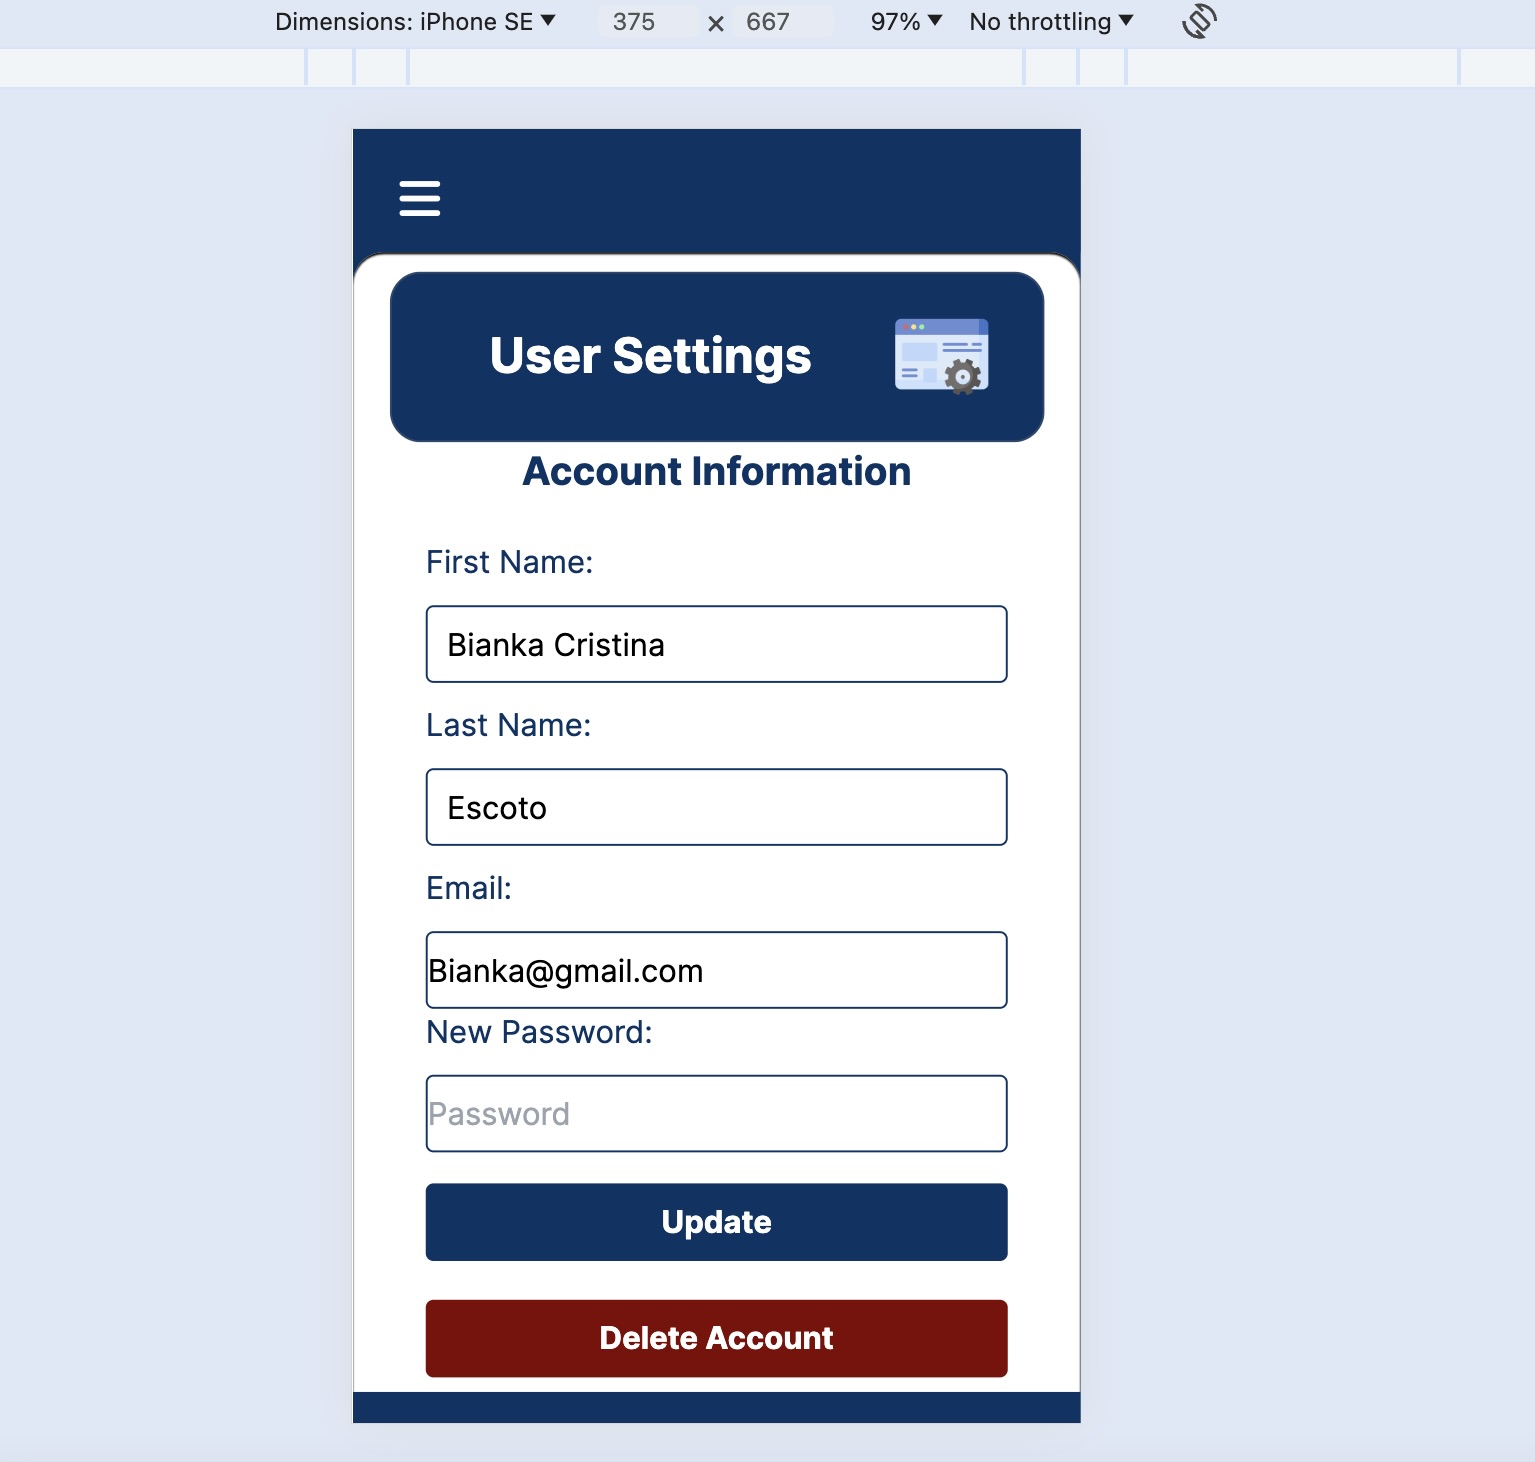 Dimensions: iPhone SE ▼ 375 × 667 97% ▼ No throttling ▼
User Settings
Account Information
First Name:
Bianka Cristina
Last Name:
Escoto
Email:
Bianka@gmail.com
New Password:
Password
Update
Delete Account